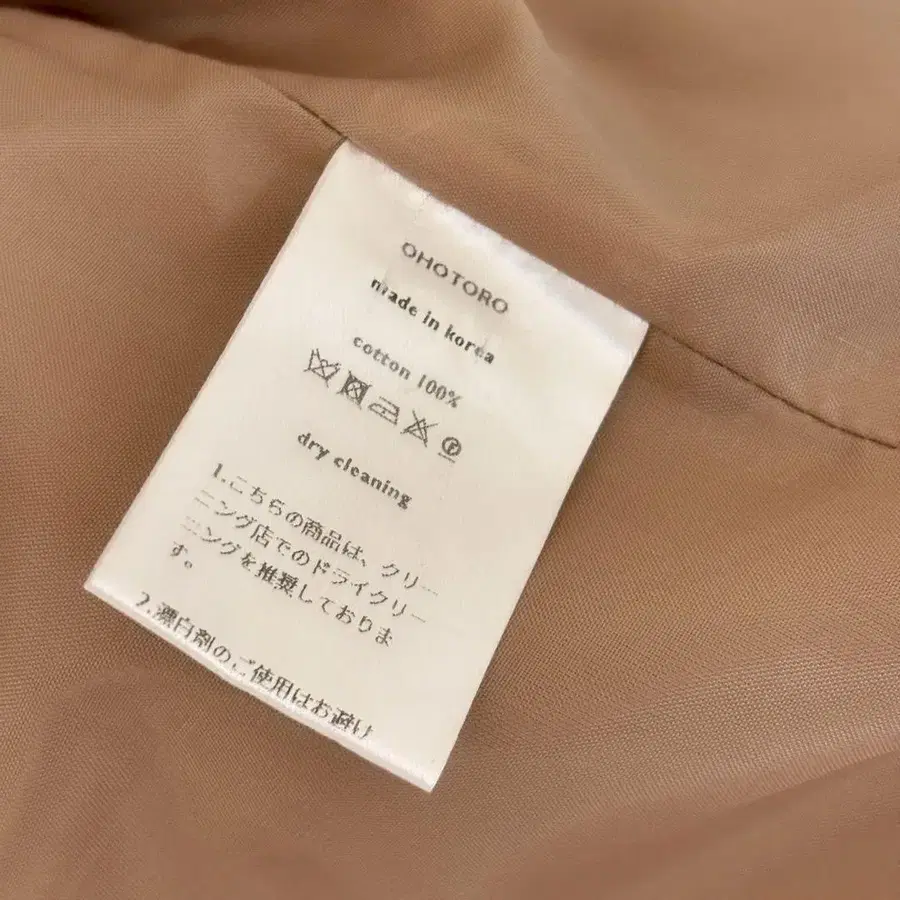 OHOTORO
made in korea
cotton 100%
dry cleaning
1.こちらの商品は、クリー
ニング店でのドライクリー
ニングを推奨しておりま
す。
2.漂白剤のご使用はお避け